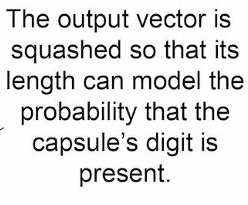 The output vector is
squashed so that its
length can model the
probability that the
capsule's digit is
present.